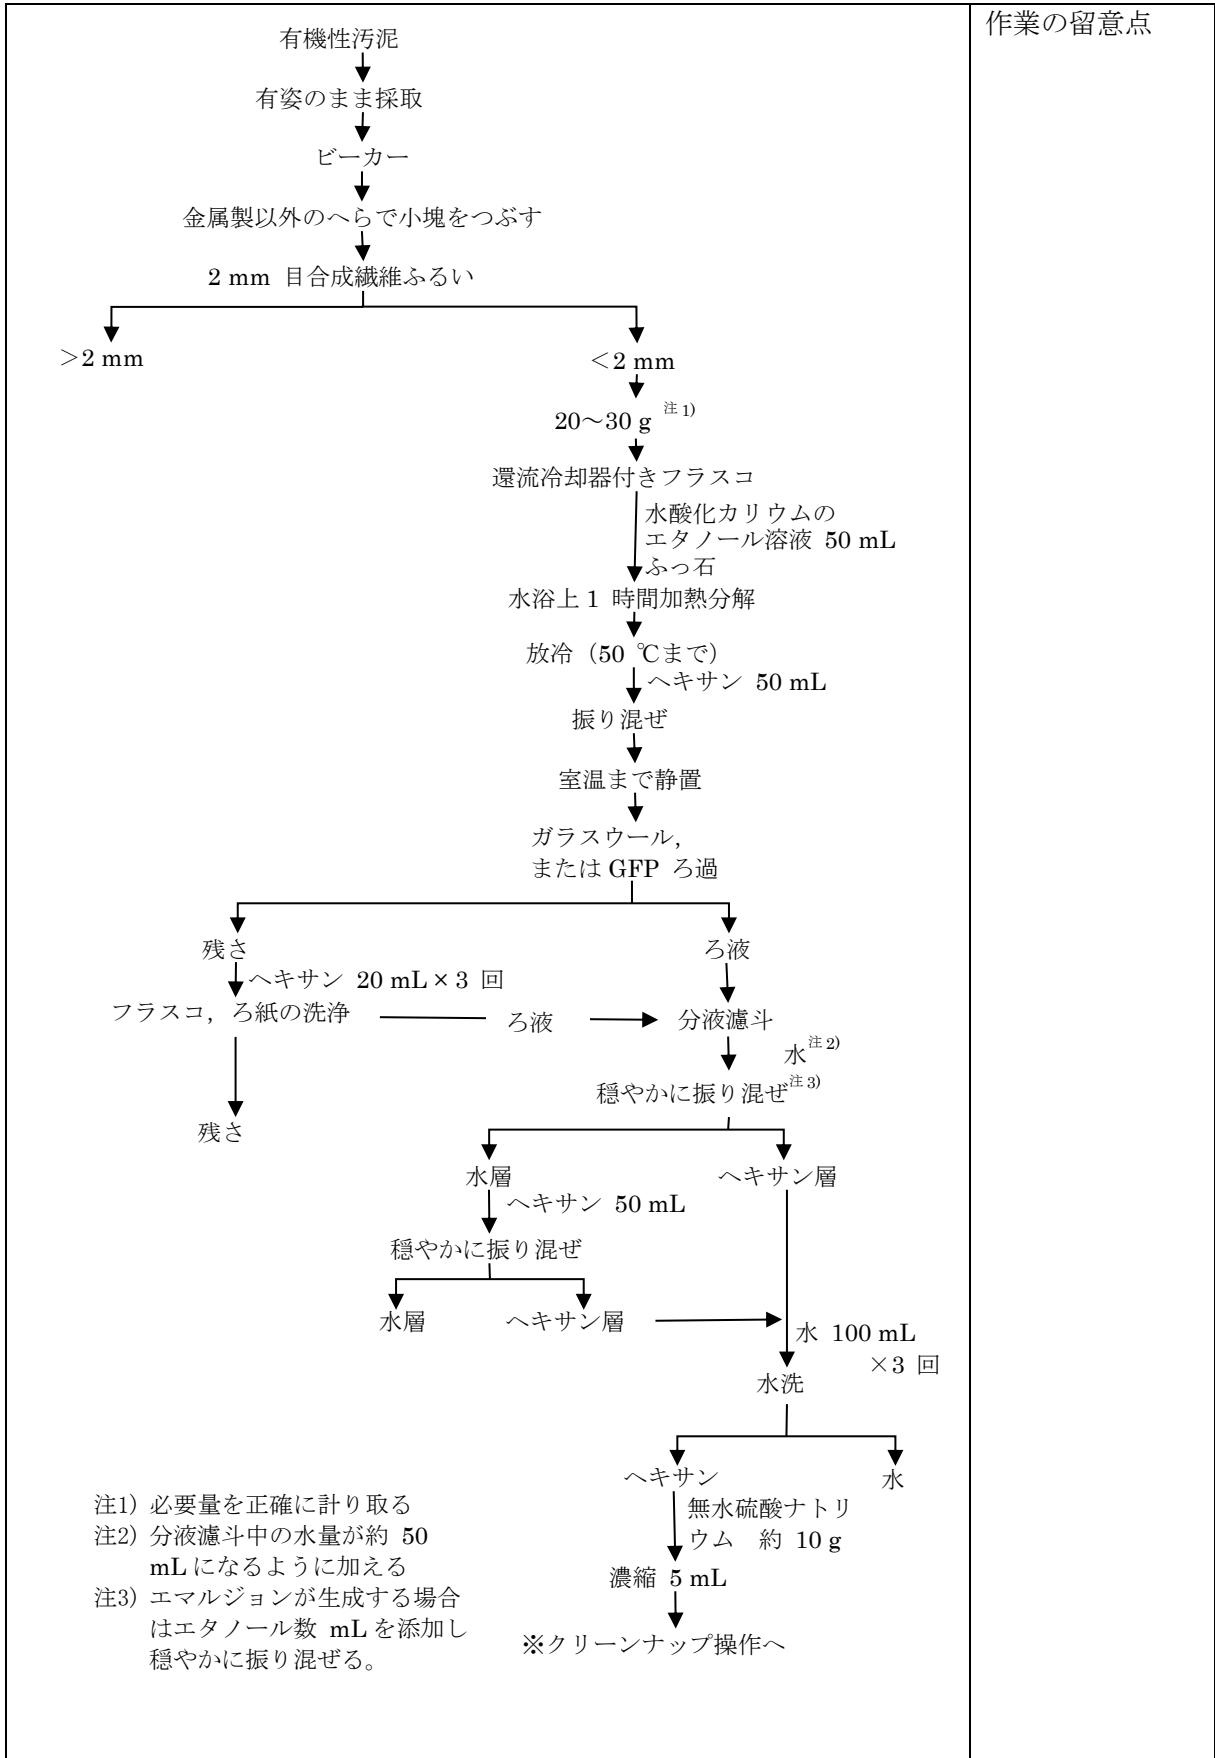 作業の留意点
有機性汚泥
有姿のまま採取
ビーカー
金属製以外のへらで小塊をつぶす
2 mm 目合成繊維ふるい
＞2 mm
＜2 mm
20～30 g 注1)
還流冷却器付きフラスコ
水酸化カリウムの
エタノール溶液 50 mL
ふっ石
水浴上 1 時間加熱分解
放冷（50 ℃まで）
ヘキサン 50 mL
振り混ぜ
室温まで静置
ガラスウール，
または GFP ろ過
残さ
ろ液
ヘキサン 20 mL×3 回
フラスコ，ろ紙の洗浄
ろ液
分液濾斗
水注2)
穏やかに振り混ぜ注3)
残さ
水層
ヘキサン層
ヘキサン 50 mL
穏やかに振り混ぜ
水層
ヘキサン層
水 100 mL
×3 回
水洗
ヘキサン
水
無水硫酸ナトリ
ウム 約 10 g
濃縮 5 mL
※クリーンナップ操作へ
注1) 必要量を正確に計り取る
注2) 分液濾斗中の水量が約 50
mL になるように加える
注3) エマルジョンが生成する場合
はエタノール数 mL を添加し
穏やかに振り混ぜる。